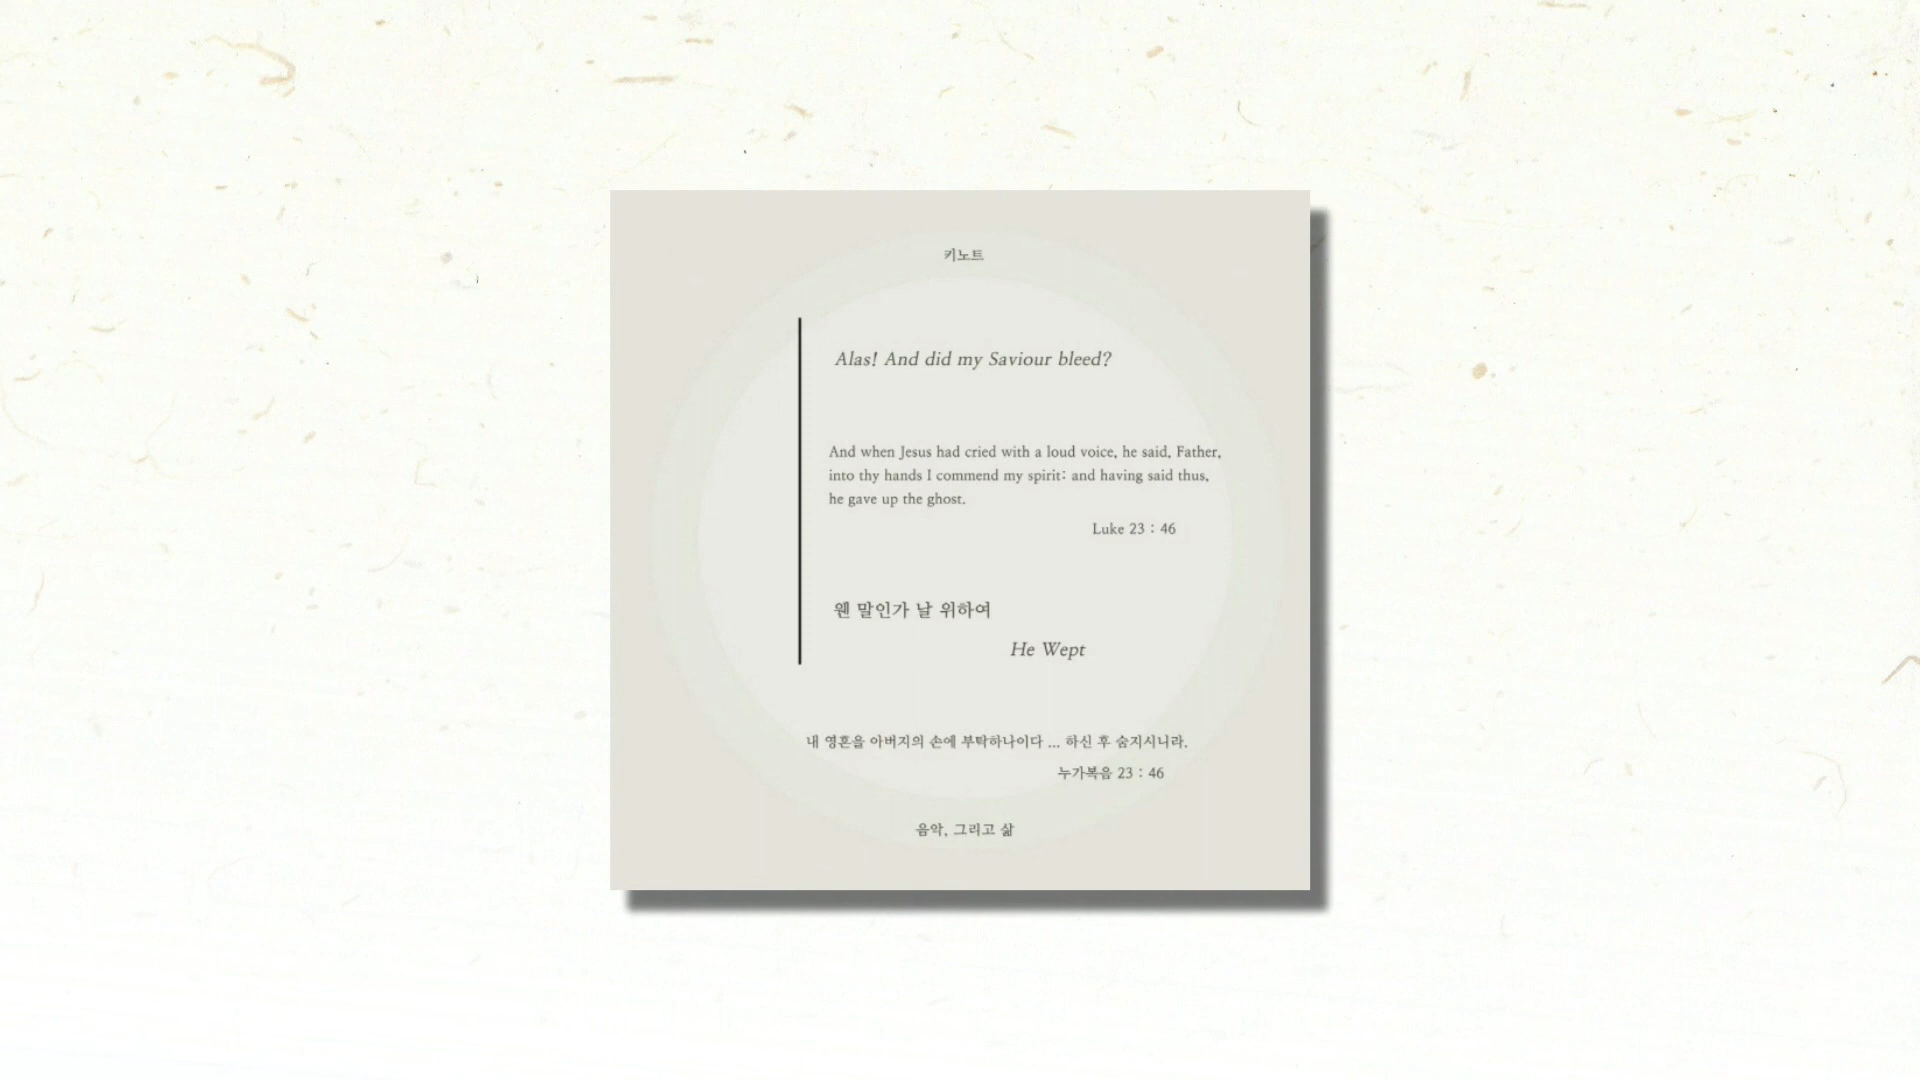 키노트
Alas! And did my Saviour bleed?
And when Jesus had cried with a loud voice, he said, Father,
into thy hands I commend my spirit: and having said thus,
he gave up the ghost.
Luke 23 : 46
웬 말인가 날 위하여
He Wept
내 영혼을 아버지의 손에 부탁하나이다 ... 하신 후 숨지시니라.
누가복음 23 : 46
음악, 그리고 삶